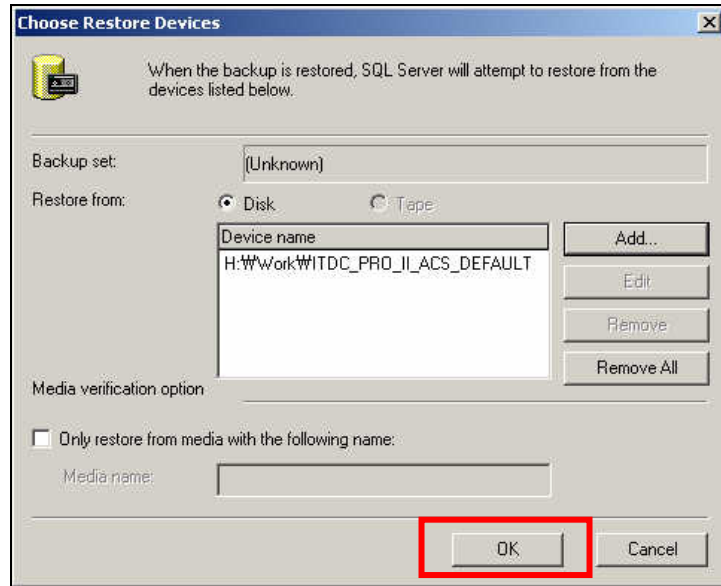 Choose Restore Devices
When the backup is restored, SQL Server will attempt to restore from the
devices listed below.
Backup set:
(Unknown)
Restore from:
Disk
Tape
Device name
H:₩Work₩ITDC_PRO_II_ACS_DEFAULT
Add...
Edit
Remove
Remove All
Media verification option
Only restore from media with the following name:
Media name:
OK
Cancel